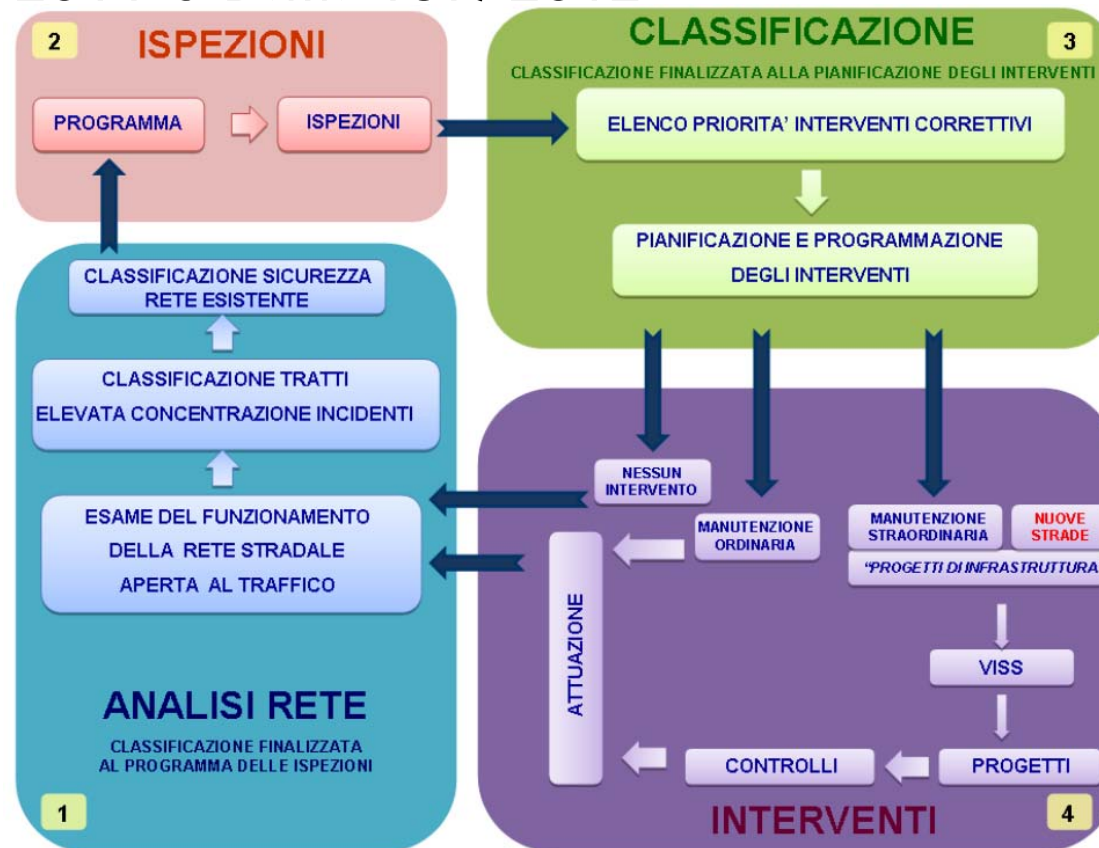 2
ISPEZIONI
PROGRAMMA
ISPEZIONI
CLASSIFICAZIONE
3
CLASSIFICAZIONE FINALIZZATA ALLA PIANIFICAZIONE DEGLI INTERVENTI
ELENCO PRIORITA' INTERVENTI CORRETTIVI
PIANIFICAZIONE E PROGRAMMAZIONE
DEGLI INTERVENTI
CLASSIFICAZIONE SICUREZZA
RETE ESISTENTE
CLASSIFICAZIONE TRATTI
ELEVATA CONCENTRAZIONE INCIDENTI
ESAME DEL FUNZIONAMENTO
DELLA RETE STRADALE
APERTA AL TRAFFICO
ANALISI RETE
CLASSIFICAZIONE FINALIZZATA
AL PROGRAMMA DELLE ISPEZIONI
1
NESSUN
INTERVENTO
MANUTENZIONE
ORDINARIA
MANUTENZIONE
STRAORDINARIA
NUOVE
STRADE
"PROGETTI DI INFRASTRUTTURA
ATTUAZIONE
VISS
CONTROLLI
PROGETTI
INTERVENTI
4